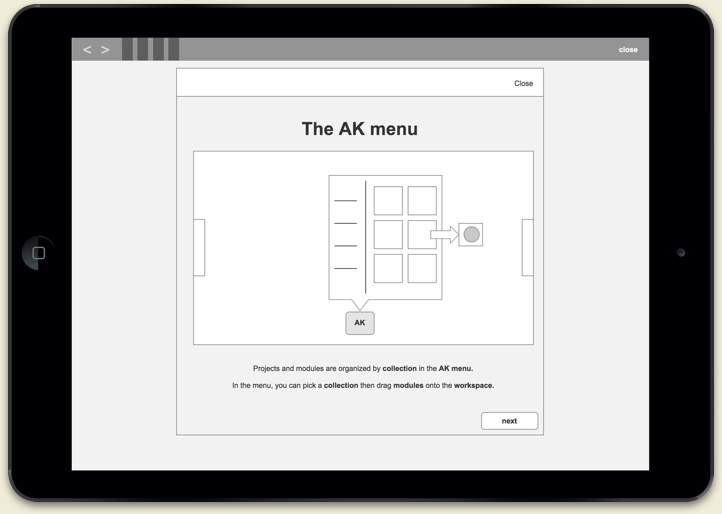 < >
close
Close
The AK menu
AK
Projects and modules are organized by collection in the AK menu.
In the menu, you can pick a collection then drag modules onto the workspace.
next